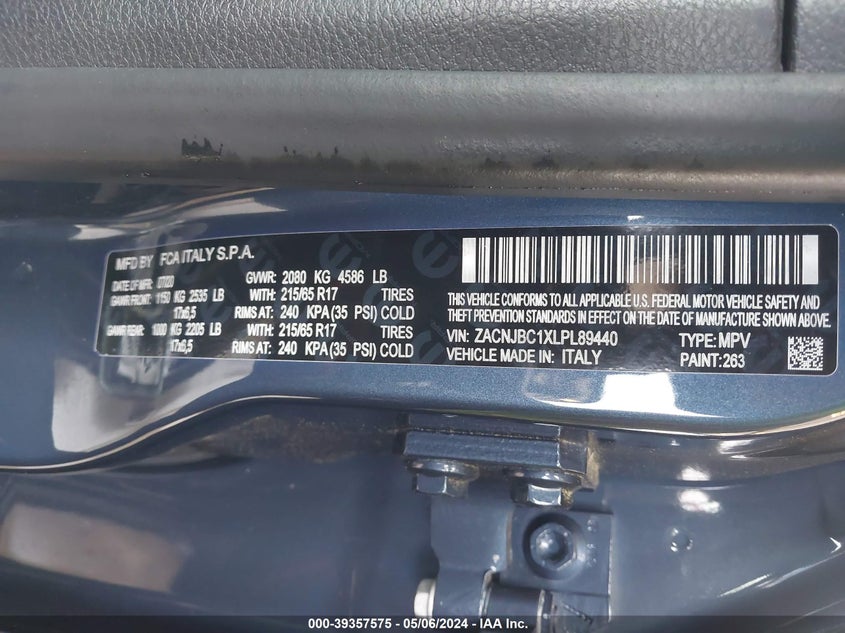 MFD BY FCA ITALY S.P.A.
DATE OF MFR 07/020 GVWR: 2080 KG 4586 LB
GAWR FRONT: 1150 KG 2535 LB WITH: 215/65 R17 TIRES
17x6,5 RIMS AT: 240 KPA (35 PSI) COLD
GAWR REAR: 1000 KG 2205 LB WITH: 215/65 R17 TIRES
17x6,5 RIMS AT: 240 KPA (35 PSI) COLD
THIS VEHICLE CONFORMS TO ALL APPLICABLE U.S. FEDERAL MOTOR VEHICLE SAFETY
AND THEFT PREVENTION STANDARDS IN EFFECT ON THE DATE OF MANUFACTURE SHOWN ABOVE.
VIN: ZACNJBC1XLPL89440 TYPE: MPV
VEHICLE MADE IN: ITALY PAINT:263
000-39357575 - 05/06/2024 - IAA Inc.